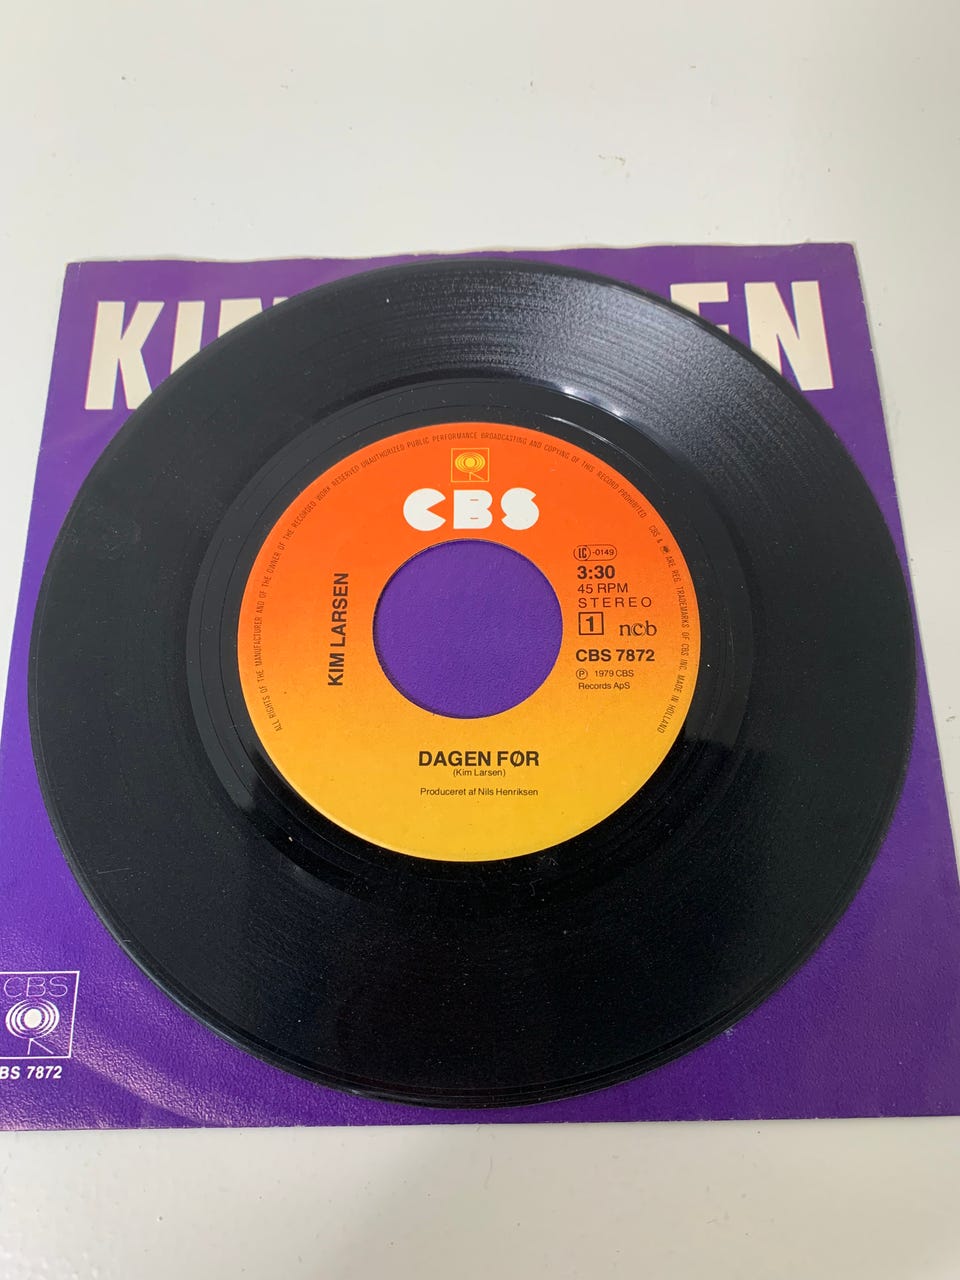 KI EN
ALL RIGHTS OF THE MANUFACTURER AND OF THE OWNER OF THE RECORDED WORK RESERVED UNAUTHORIZED PUBLIC PERFORMANCE BROADCASTING AND COPYING OF THIS RECORD PROHIBITED. CBS & ARE REG. TRADEMARKS OF CBS INC. MADE IN HOLLAND
CBS
KIM LARSEN
LC -0149
3:30
45 RPM
STEREO
1 ncb
CBS 7872
℗ 1979 CBS
Records ApS
DAGEN FØR
(Kim Larsen)
Produceret af Nils Henriksen
CBS
BS 7872